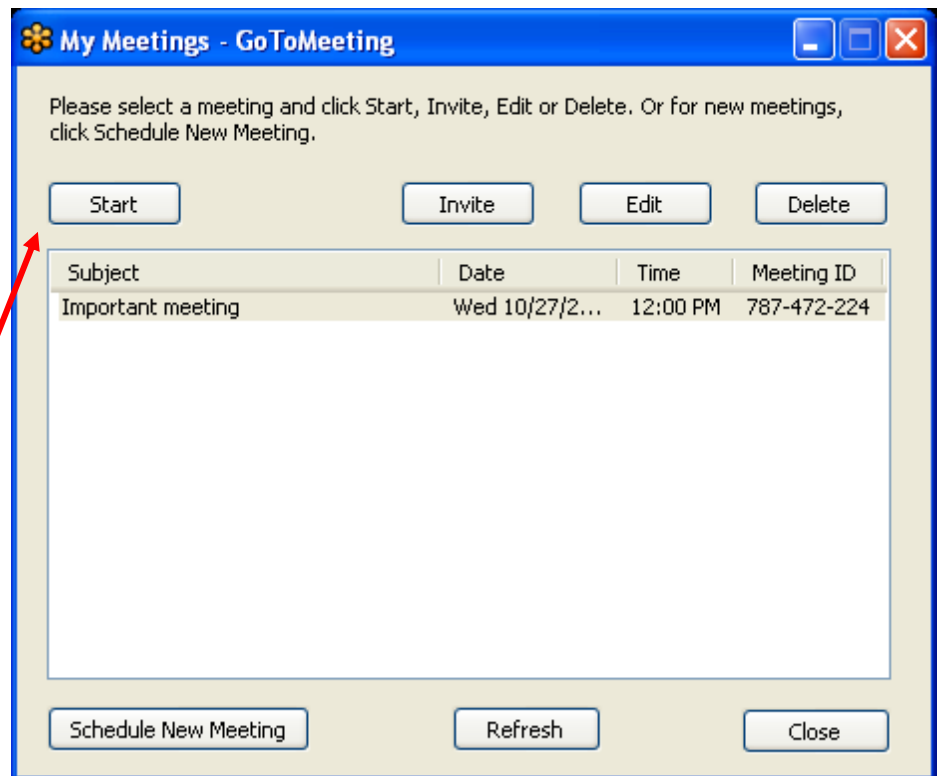 My Meetings - GoToMeeting
Please select a meeting and click Start, Invite, Edit or Delete. Or for new meetings,
click Schedule New Meeting.
Start Invite Edit Delete
Subject Date Time Meeting ID
Important meeting Wed 10/27/2... 12:00 PM 787-472-224
Schedule New Meeting Refresh Close